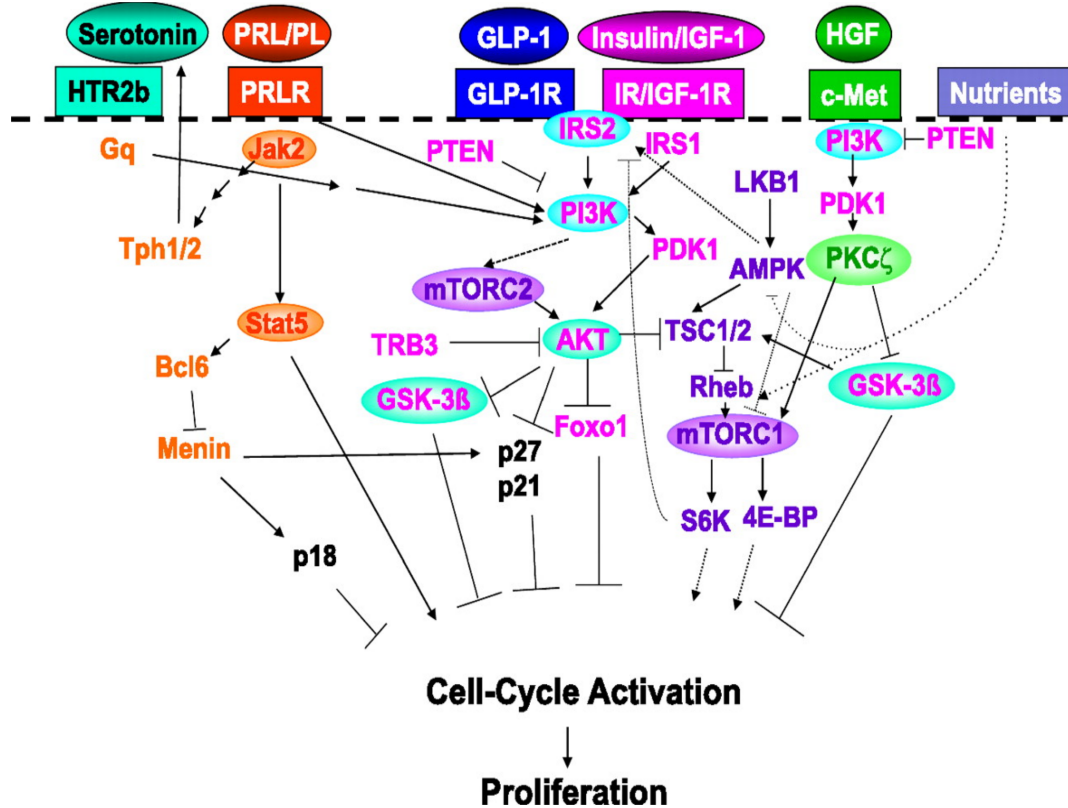 Serotonin
PRL/PL
GLP-1
Insulin/IGF-1
HGF
HTR2b
PRLR
GLP-1R
IR/IGF-1R
c-Met
Nutrients
Gq
Jak2
PTEN
IRS2
IRS1
PI3K
PTEN
LKB1
Tph1/2
PI3K
PDK1
PDK1
AMPK
PKCζ
mTORC2
Stat5
TRB3
AKT
TSC1/2
Bcl6
GSK-3ß
Rheb
GSK-3ß
Foxo1
Menin
p27
mTORC1
p21
S6K
4E-BP
p18
Cell-Cycle Activation
Proliferation